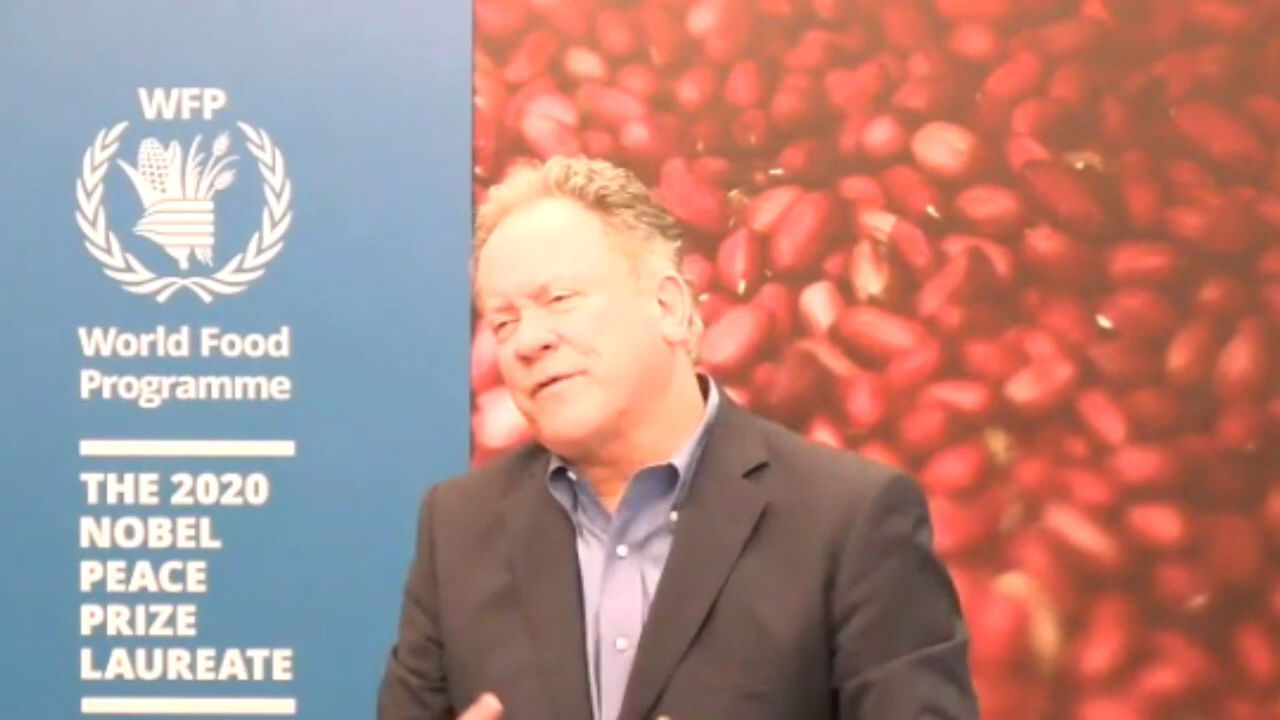 WFP
World Food
Programme
THE 2020
NOBEL
PEACE
PRIZE
LAUREATE